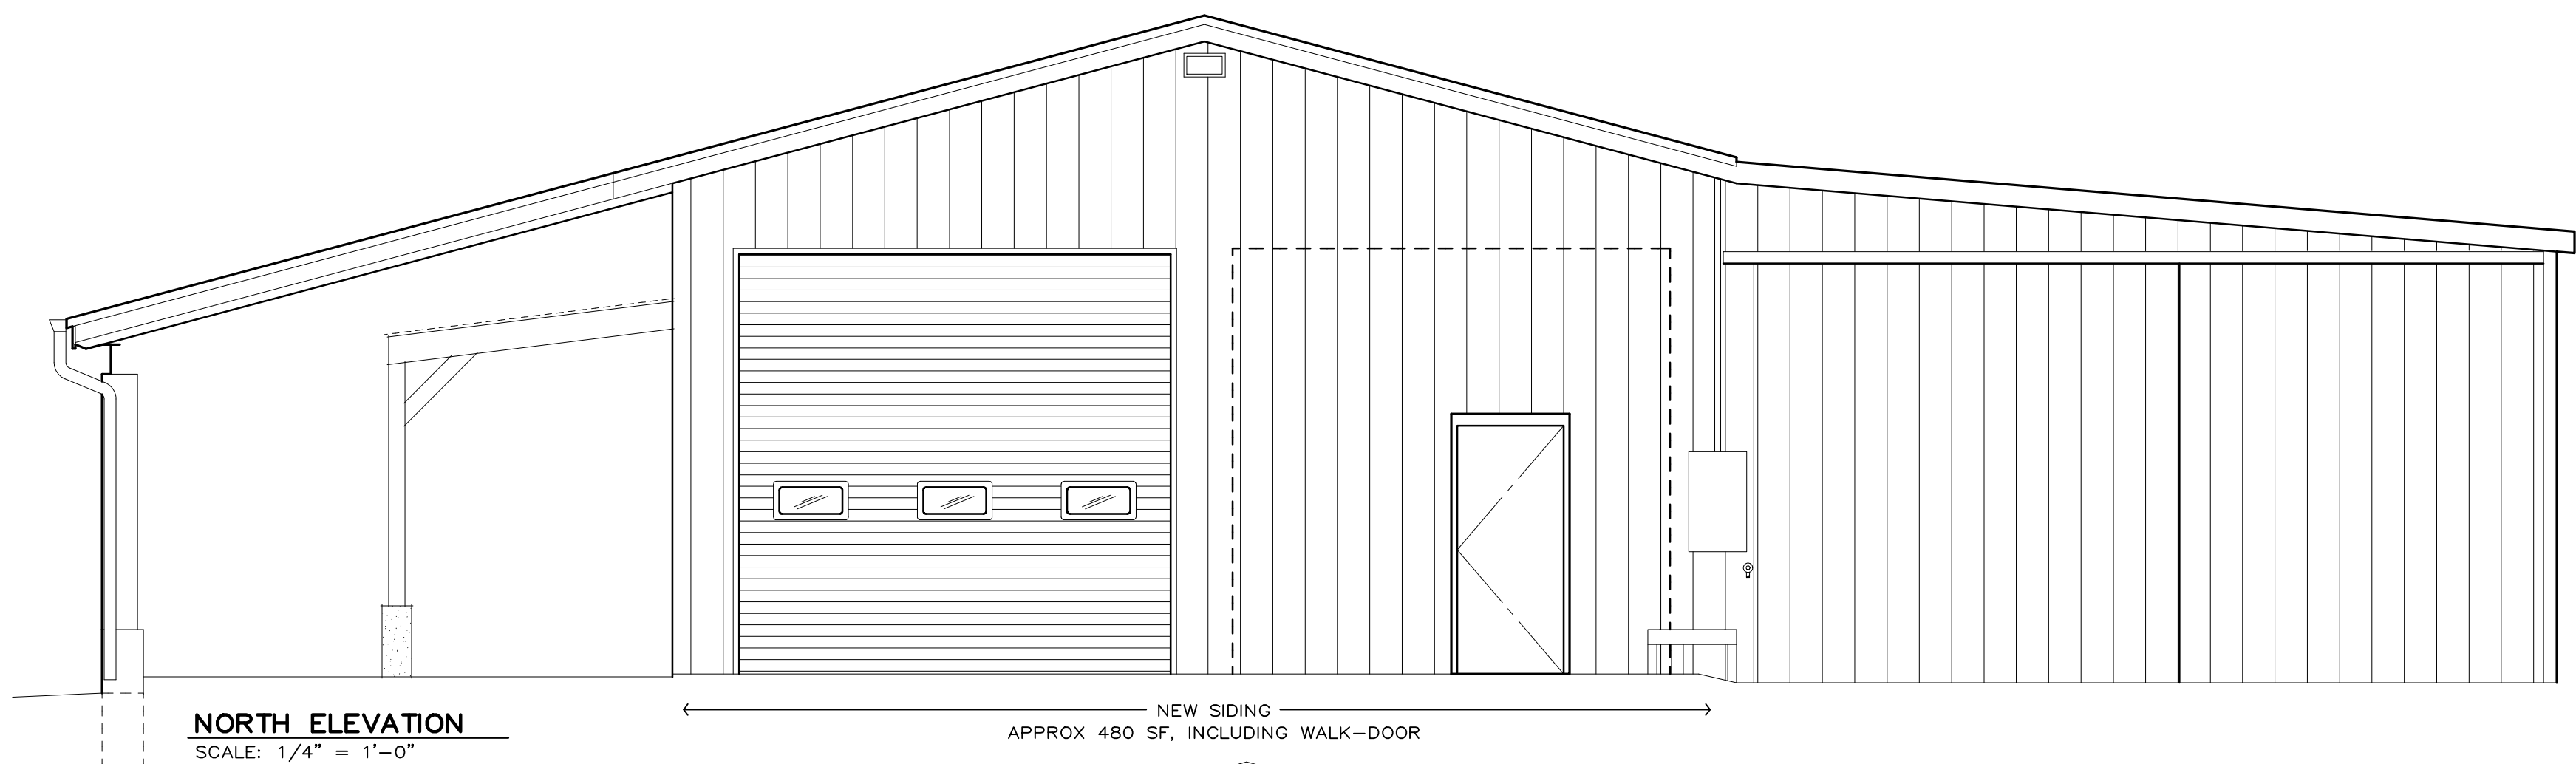 NEW SIDING
APPROX 480 SF, INCLUDING WALK-DOOR
NORTH ELEVATION
SCALE: 1/4” = 1’-0”